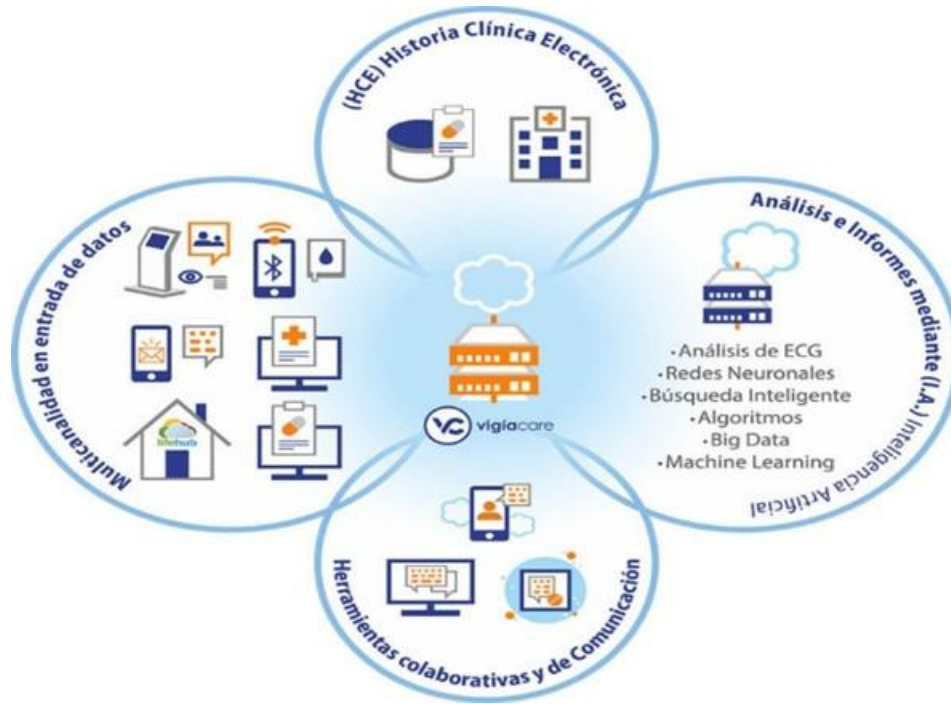 (HCE) Historia Clínica Electrónica
Multicanalidad en entrada de datos
lifehub
VC vigiacare
Análisis e Informes mediante (I.A.) Inteligencia Artificial
• Análisis de ECG
• Redes Neuronales
• Búsqueda Inteligente
• Algoritmos
• Big Data
• Machine Learning
Herramientas colaborativas y de Comunicación